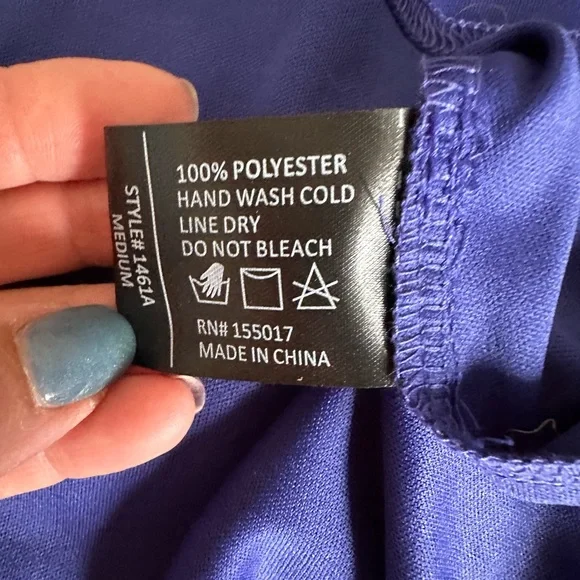 100% POLYESTER
HAND WASH COLD
LINE DRY
DO NOT BLEACH
RN# 155017
MADE IN CHINA
STYLE# 1461A
MEDIUM